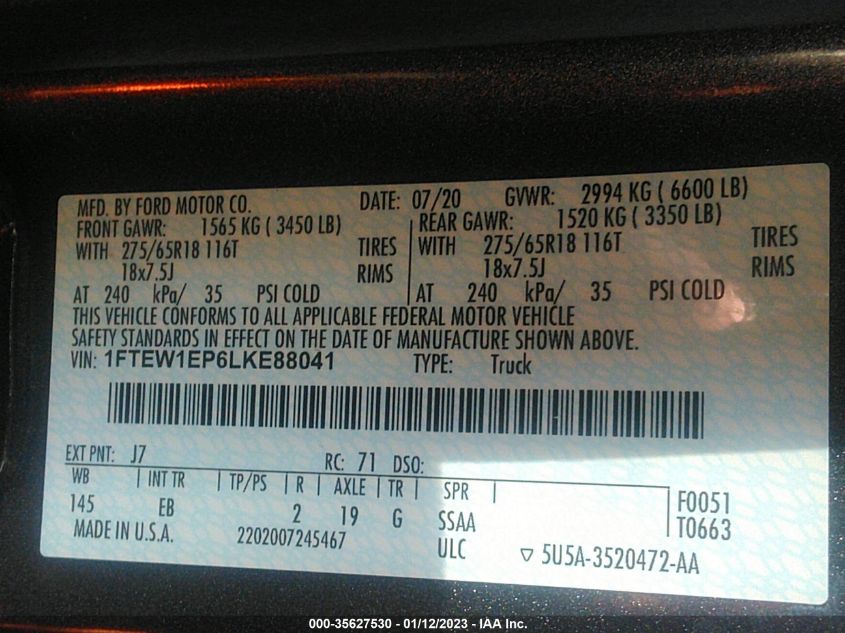 MFD. BY FORD MOTOR CO. DATE: 07/20 GVWR: 2994 KG ( 6600 LB)
FRONT GAWR: 1565 KG ( 3450 LB) REAR GAWR: 1520 KG ( 3350 LB)
WITH 275/65R18 116T TIRES WITH 275/65R18 116T TIRES
18x7.5J RIMS 18x7.5J RIMS
AT 240 kPa/ 35 PSI COLD AT 240 kPa/ 35 PSI COLD
THIS VEHICLE CONFORMS TO ALL APPLICABLE FEDERAL MOTOR VEHICLE
SAFETY STANDARDS IN EFFECT ON THE DATE OF MANUFACTURE SHOWN ABOVE.
VIN: 1FTEW1EP6LKE88041 TYPE: Truck
EXT PNT: J7 RC: 71 DSO:
WB | INT TR | TP/PS | R | AXLE | TR | SPR | F0051
145 EB 2 19 G SSAA T0663
MADE IN U.S.A. 2202007245467 ULC ▽ 5U5A-3520472-AA
000-35627530 - 01/12/2023 - IAA Inc.